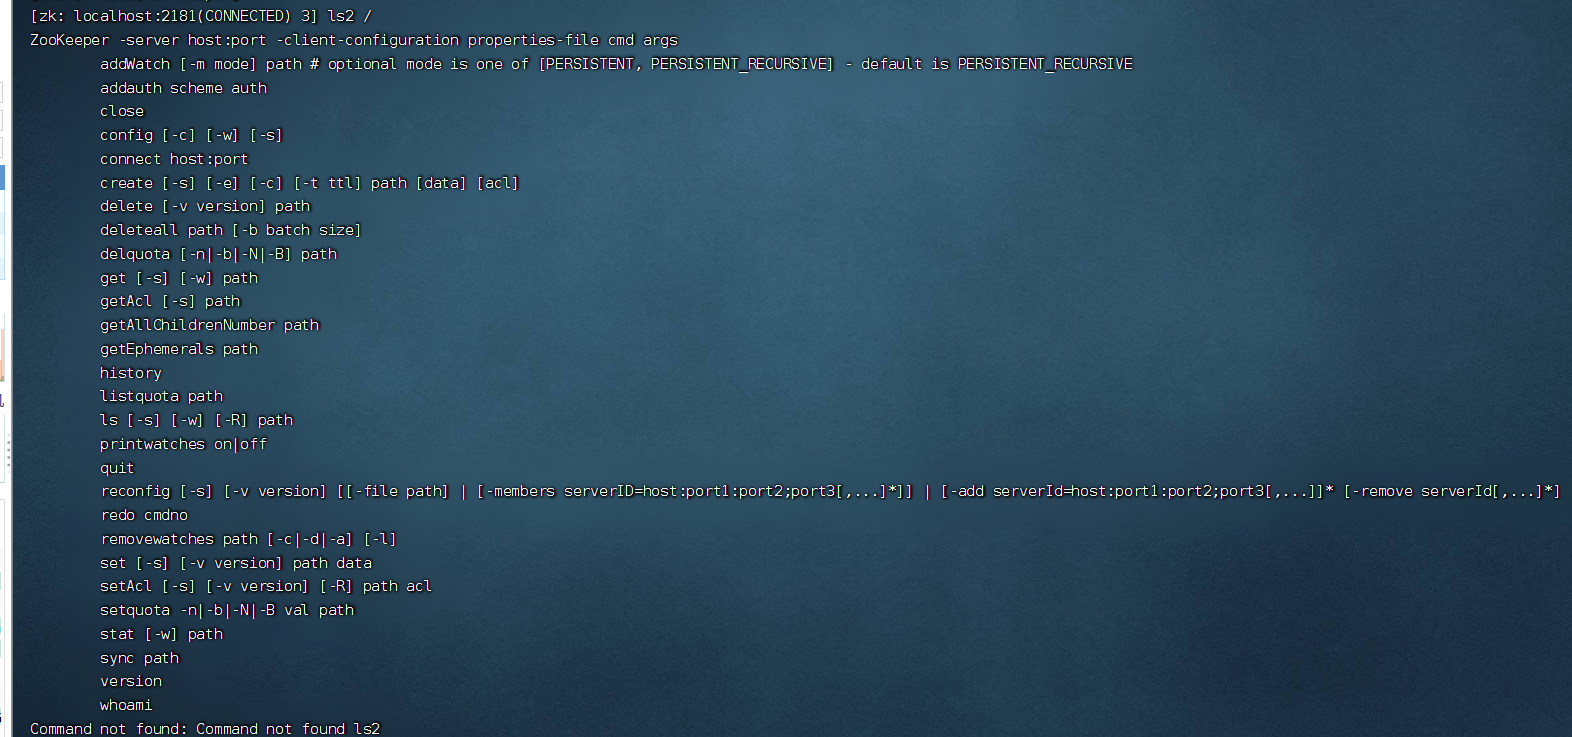 [zk: localhost:2181(CONNECTED) 3] ls2 /
ZooKeeper -server host:port -client-configuration properties-file cmd args
addWatch [-m mode] path # optional mode is one of [PERSISTENT, PERSISTENT_RECURSIVE] - default is PERSISTENT_RECURSIVE
addauth scheme auth
close
config [-c] [-w] [-s]
connect host:port
create [-s] [-e] [-c] [-t ttl] path [data] [acl]
delete [-v version] path
deleteall path [-b batch size]
delquota [-n|-b|-N|-B] path
get [-s] [-w] path
getAcl [-s] path
getAllChildrenNumber path
getEphemerals path
history
listquota path
ls [-s] [-w] [-R] path
printwatches on|off
quit
reconfig [-s] [-v version] [[-file path] | [-members serverID=host:port1:port2;port3[,...]*]] | [-add serverId=host:port1:port2;port3[,...]]* [-remove serverId[,...]*]
redo cmdno
removewatches path [-c|-d|-a] [-l]
set [-s] [-v version] path data
setAcl [-s] [-v version] [-R] path acl
setquota -n|-b|-N|-B val path
stat [-w] path
sync path
version
whoami
Command not found: Command not found ls2